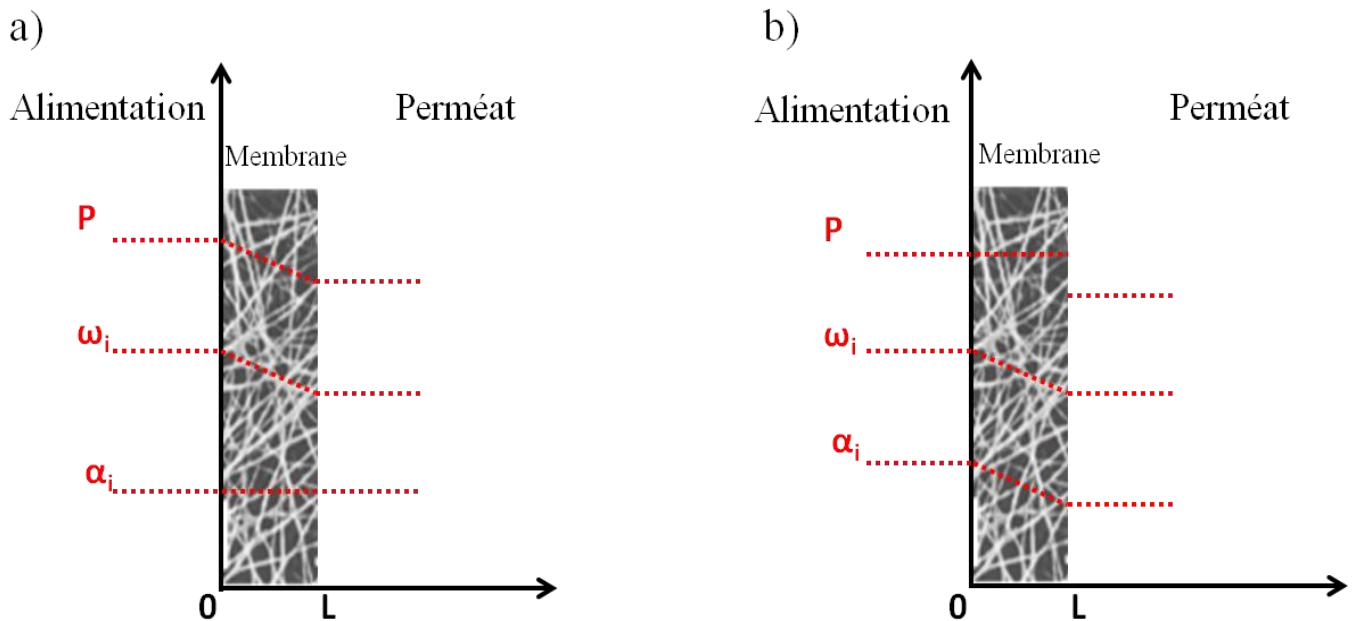 a)
Alimentation
Perméat
Membrane
P
ωi
αi
0
L
b)
Alimentation
Perméat
Membrane
P
ωi
αi
0
L